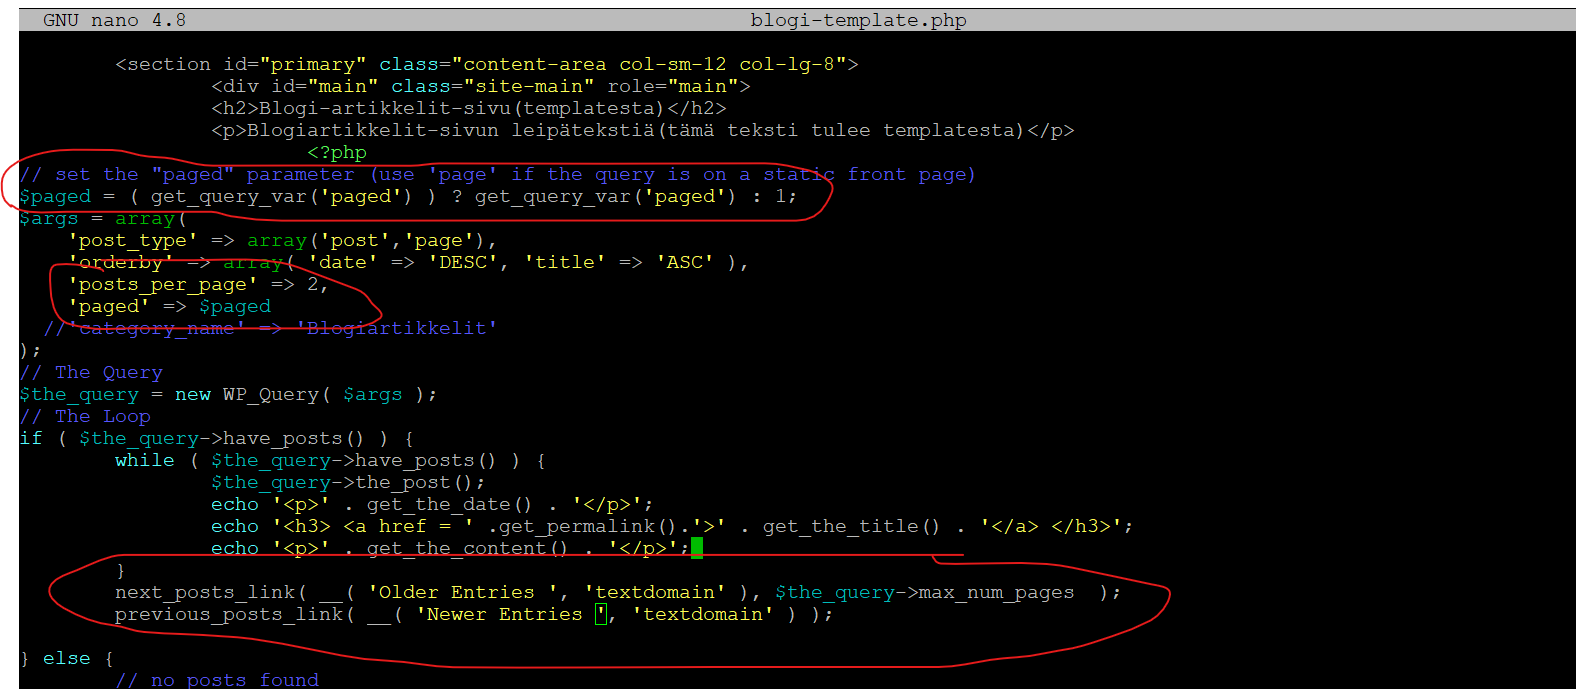 GNU nano 4.8 blogi-template.php
<section id="primary" class="content-area col-sm-12 col-lg-8">
<div id="main" class="site-main" role="main">
<h2>Blogi-artikkelit-sivu(templatesta)</h2>
<p>Blogiartikkelit-sivun leipätekstiä(tämä teksti tulee templatesta)</p>
<?php
// set the "paged" parameter (use 'page' if the query is on a static front page)
$paged = ( get_query_var('paged') ) ? get_query_var('paged') : 1;
$args = array(
'post_type' => array('post','page'),
'orderby' => array( 'date' => 'DESC', 'title' => 'ASC' ),
'posts_per_page' => 2,
'paged' => $paged
//'category_name' => 'Blogiartikkelit'
);
// The Query
$the_query = new WP_Query( $args );
// The Loop
if ( $the_query->have_posts() ) {
while ( $the_query->have_posts() ) {
$the_query->the_post();
echo '<p>' . get_the_date() . '</p>';
echo '<h3> <a href = ' .get_permalink().'>' . get_the_title() . '</a> </h3>';
echo '<p>' . get_the_content() . '</p>';
}
next_posts_link( __( 'Older Entries ', 'textdomain' ), $the_query->max_num_pages  );
previous_posts_link( __( 'Newer Entries ', 'textdomain' ) );
} else {
// no posts found